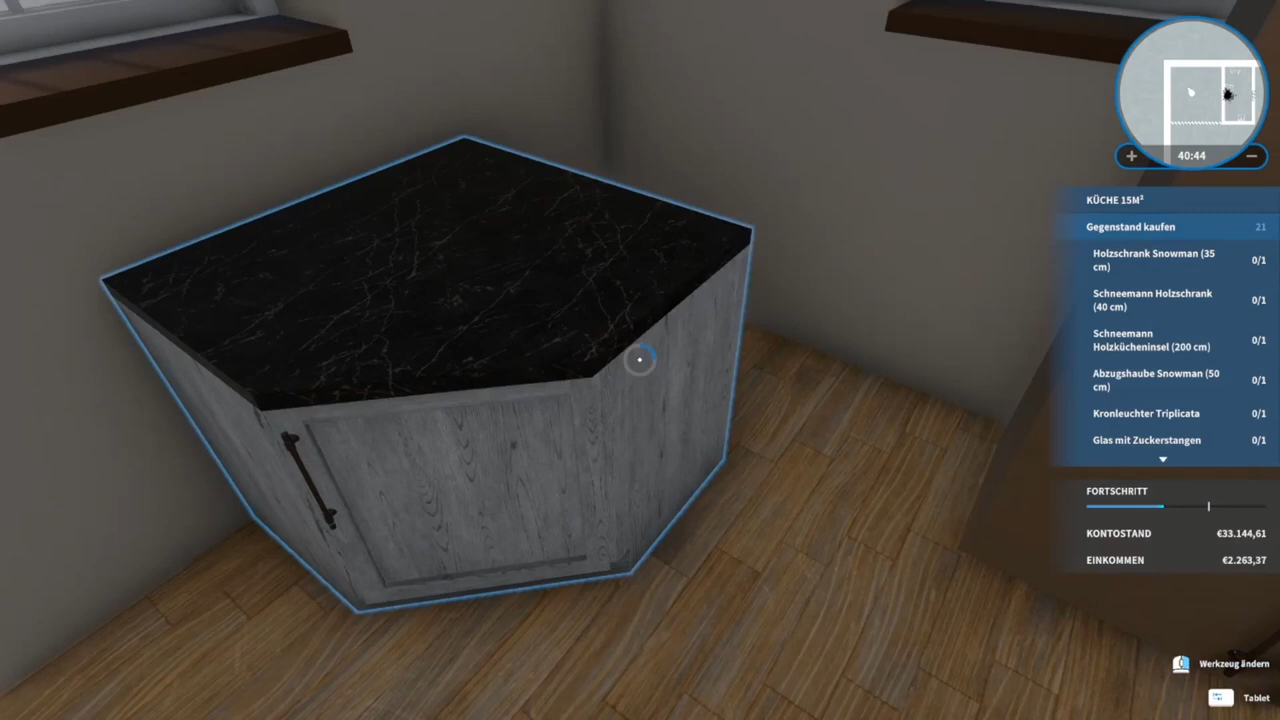 40:44
KÜCHE 15M²
Gegenstand kaufen 21
Holzschrank Snowman (35
cm) 0/1
Schneemann Holzschrank
(40 cm) 0/1
Schneemann
Holzkücheninsel (200 cm) 0/1
Abzugshaube Snowman (50
cm) 0/1
Kronleuchter Triplicata 0/1
Glas mit Zuckerstangen 0/1
FORTSCHRITT
KONTOSTAND €33.144,61
EINKOMMEN €2.263,37
Werkzeug ändern
Tablet